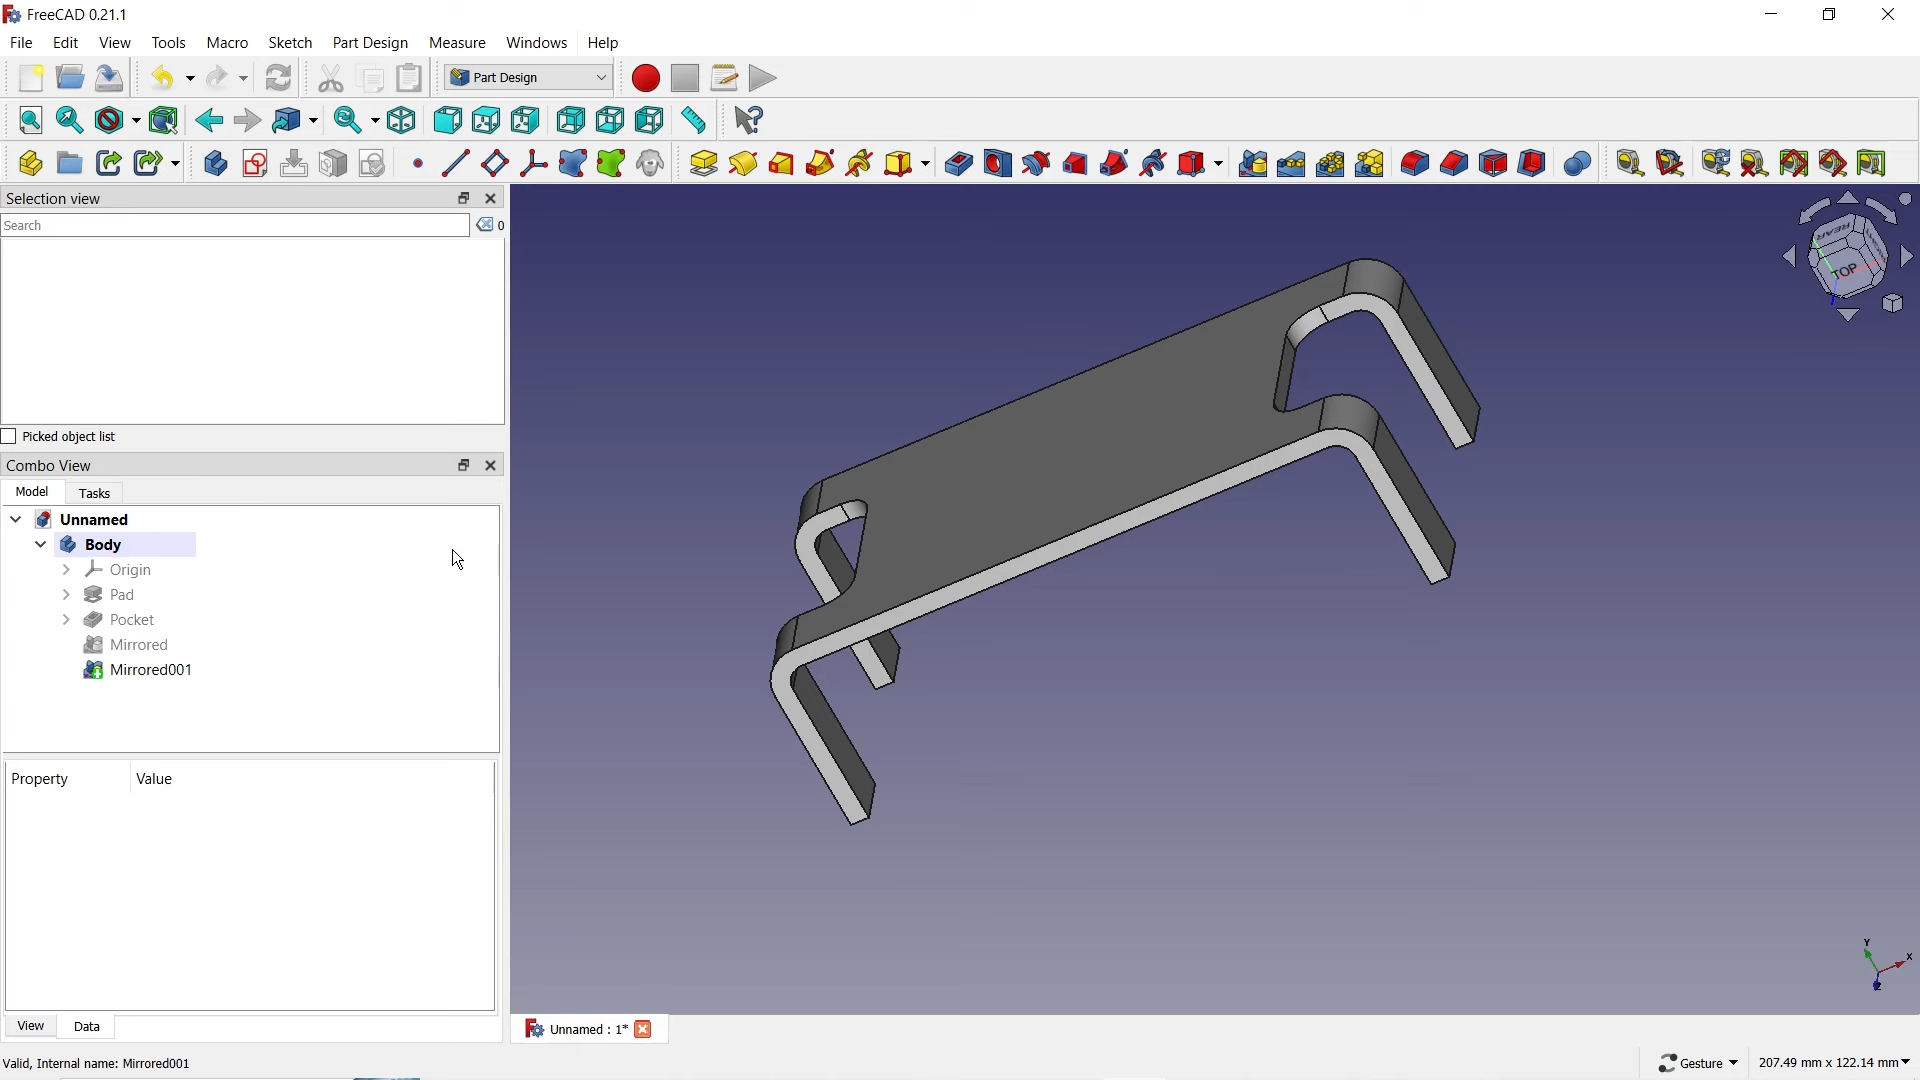 FreeCAD 0.21.1
File Edit View Tools Macro Sketch Part Design Measure Windows Help
Part Design
Selection view
Search
0
Picked object list
Combo View
Model Tasks
Unnamed
Body
Origin
Pad
Pocket
Mirrored
Mirrored001
Property Value
View Data
REAR
RIGHT
TOP
Y
X
Z
Unnamed : 1*
Valid, Internal name: Mirrored001
Gesture
207.49 mm x 122.14 mm